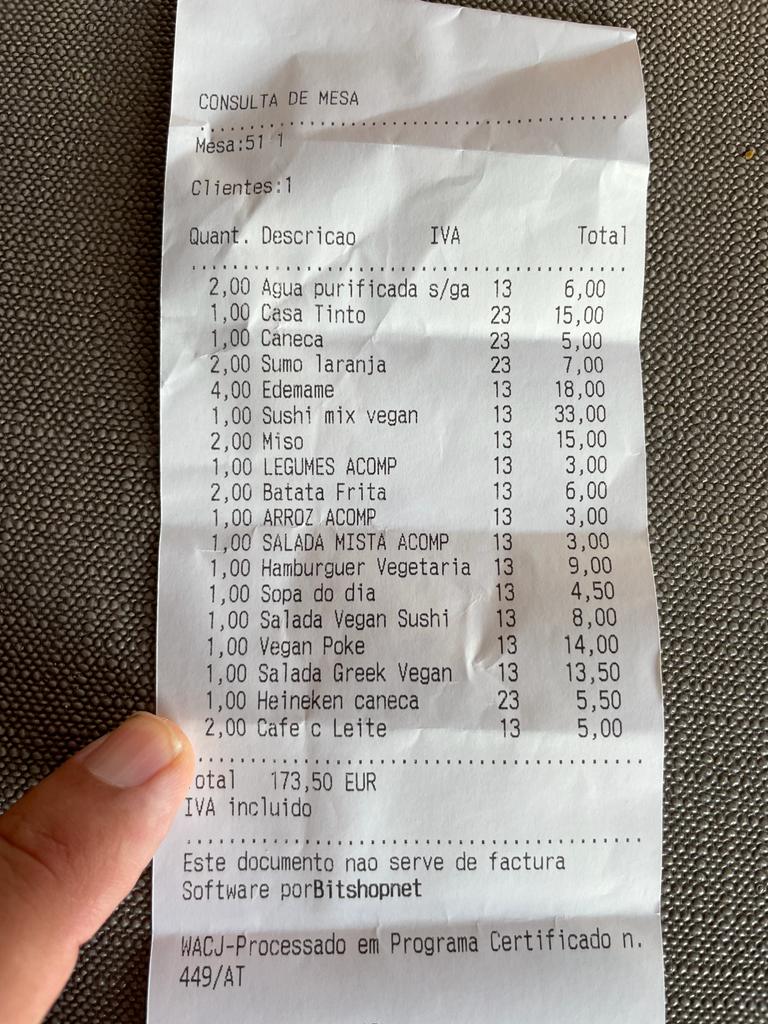 CONSULTA DE MESA
Mesa:51 1
Clientes:1
Quant. Descricao IVA Total
2,00 Agua purificada s/ga 13 6,00
1,00 Casa Tinto 23 15,00
1,00 Caneca 23 5,00
2,00 Sumo laranja 23 7,00
4,00 Edemame 13 18,00
1,00 Sushi mix vegan 13 33,00
2,00 Miso 13 15,00
1,00 LEGUMES ACOMP 13 3,00
2,00 Batata Frita 13 6,00
1,00 ARROZ ACOMP 13 3,00
1,00 SALADA MISTA ACOMP 13 3,00
1,00 Hamburguer Vegetaria 13 9,00
1,00 Sopa do dia 13 4,50
1,00 Salada Vegan Sushi 13 8,00
1,00 Vegan Poke 13 14,00
1,00 Salada Greek Vegan 13 13,50
1,00 Heineken caneca 23 5,50
2,00 Cafe c Leite 13 5,00
otal 173,50 EUR
IVA incluido
Este documento nao serve de factura
Software porBitshopnet
WACJ-Processado em Programa Certificado n.
449/AT